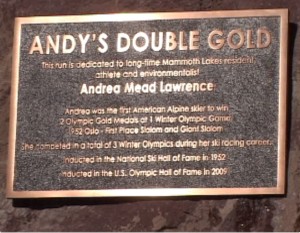 ANDY'S DOUBLE GOLD
This run is dedicated to long-time Mammoth Lakes resident,
athlete and environmentalist
Andrea Mead Lawrence
Andrea was the first American Alpine skier to win
2 Olympic Gold Medals at 1 Winter Olympic Game:
1952 Oslo - First Place Slalom and Giant Slalom
She competed in a total of 3 Winter Olympics during her ski racing career.
Inducted in the National Ski Hall of Fame in 1952
Inducted in the U.S. Olympic Hall of Fame in 2009